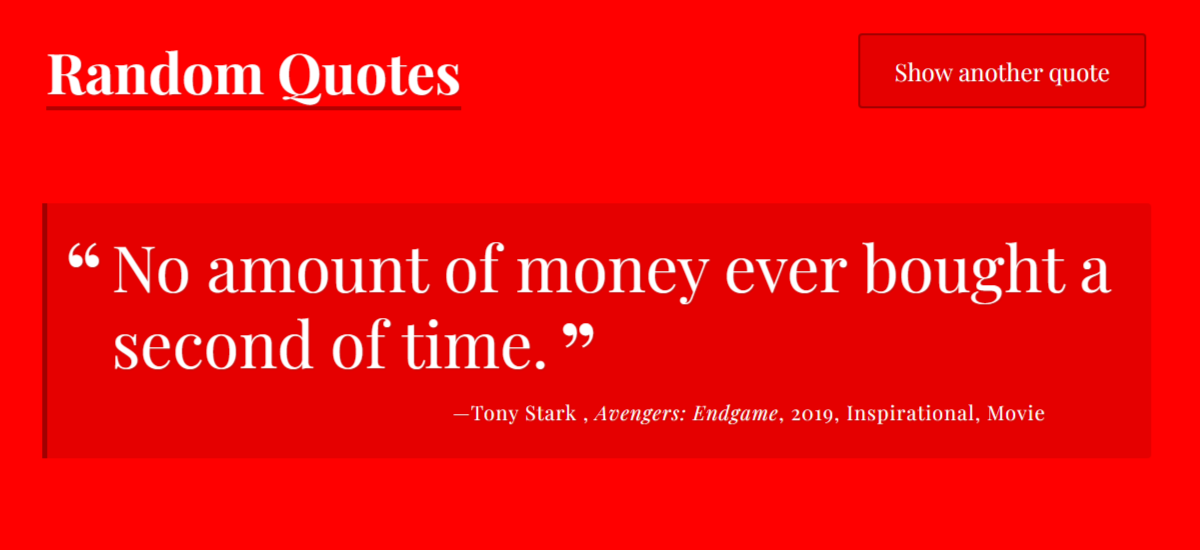 Random Quotes
Show another quote
“ No amount of money ever bought a
second of time. ”
—Tony Stark , Avengers: Endgame, 2019, Inspirational, Movie